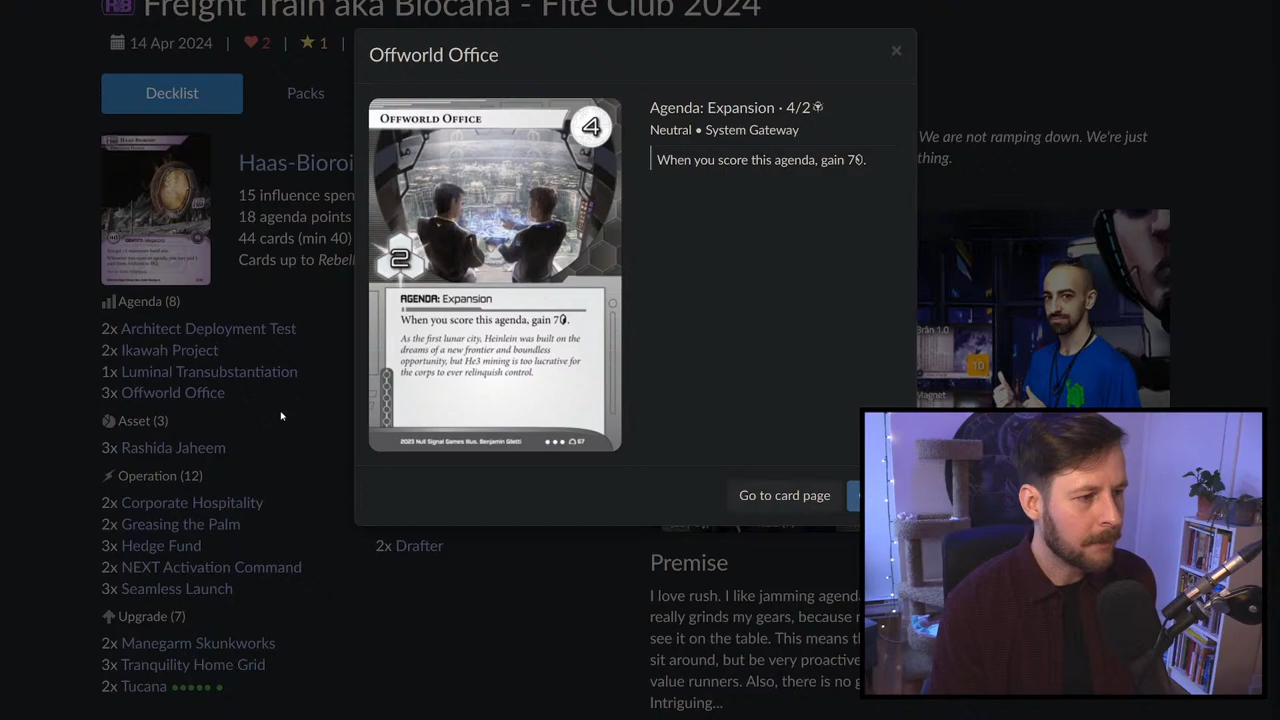 Freight Train aka Biocana - Fite Club 2024
14 Apr 2024 | 2 | 1 |
Offworld Office
×
Decklist
Packs
OFFWORLD OFFICE
4
Agenda: Expansion · 4/2
Neutral • System Gateway
When you score this agenda, gain 7
We are not ramping down. We're just
thing.
Haas-Bioroi
15 influence spen
18 agenda points
44 cards (min 40)
Cards up to Rebell
2
AGENDA: Expansion
When you score this agenda, gain 7
As the first lunar city, Heinlein was built on the
dreams of a new frontier and boundless
opportunity, but He3 mining is too lucrative for
the corps to ever relinquish control.
2023 Null Signal Games Illus. Benjamin Giletti
67
Agenda (8)
2x Architect Deployment Test
2x Ikawah Project
1x Luminal Transubstantiation
3x Offworld Office
Asset (3)
3x Rashida Jaheem
Operation (12)
2x Corporate Hospitality
2x Greasing the Palm
3x Hedge Fund
2x NEXT Activation Command
3x Seamless Launch
Upgrade (7)
2x Manegarm Skunkworks
3x Tranquility Home Grid
2x Tucana
Go to card page
2x Drafter
Brân 1.0
10
Magnet
Premise
I love rush. I like jamming agenda
really grinds my gears, because
see it on the table. This means th
sit around, but be very proactive
value runners. Also, there is no g
Intriguing...